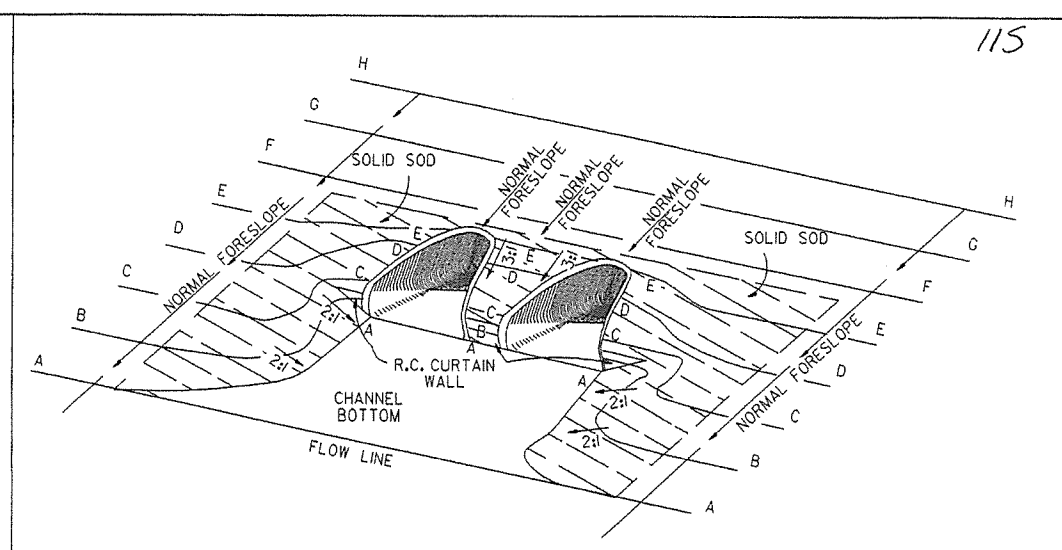 115
H
G
F
SOLID SOD
E
D
C
B
A
NORMAL FORESLOPE
NORMAL
FORESLOPE
NORMAL
FORESLOPE
NORMAL
FORESLOPE
H
G
SOLID SOD
F
E
D
C
B
A
NORMAL FORESLOPE
E
D
C
A
3:1
E
D
3:1
C
B
A
E
D
C
A
2:1
2:1
R.C. CURTAIN
WALL
CHANNEL
BOTTOM
FLOW LINE
2:1
2:1